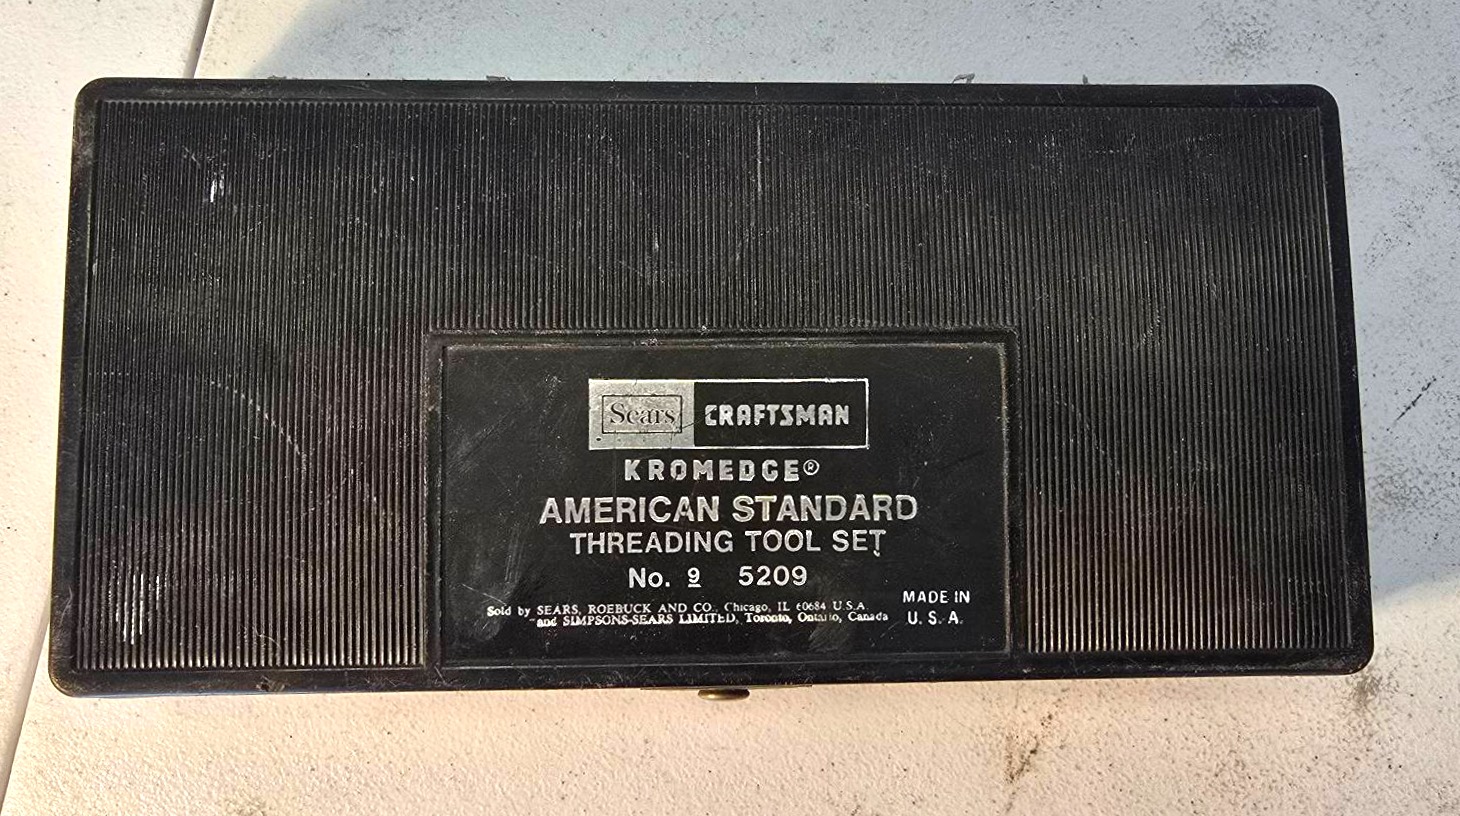 Sears CRAFTSMAN
KROMEDGE®
AMERICAN STANDARD
THREADING TOOL SET
No. 9 5209
Sold by SEARS, ROEBUCK AND CO. Chicago, IL 60684 U.S.A.
and SIMPSONS-SEARS LIMITED, Toronto, Ontario, Canada
MADE IN
U.S.A.